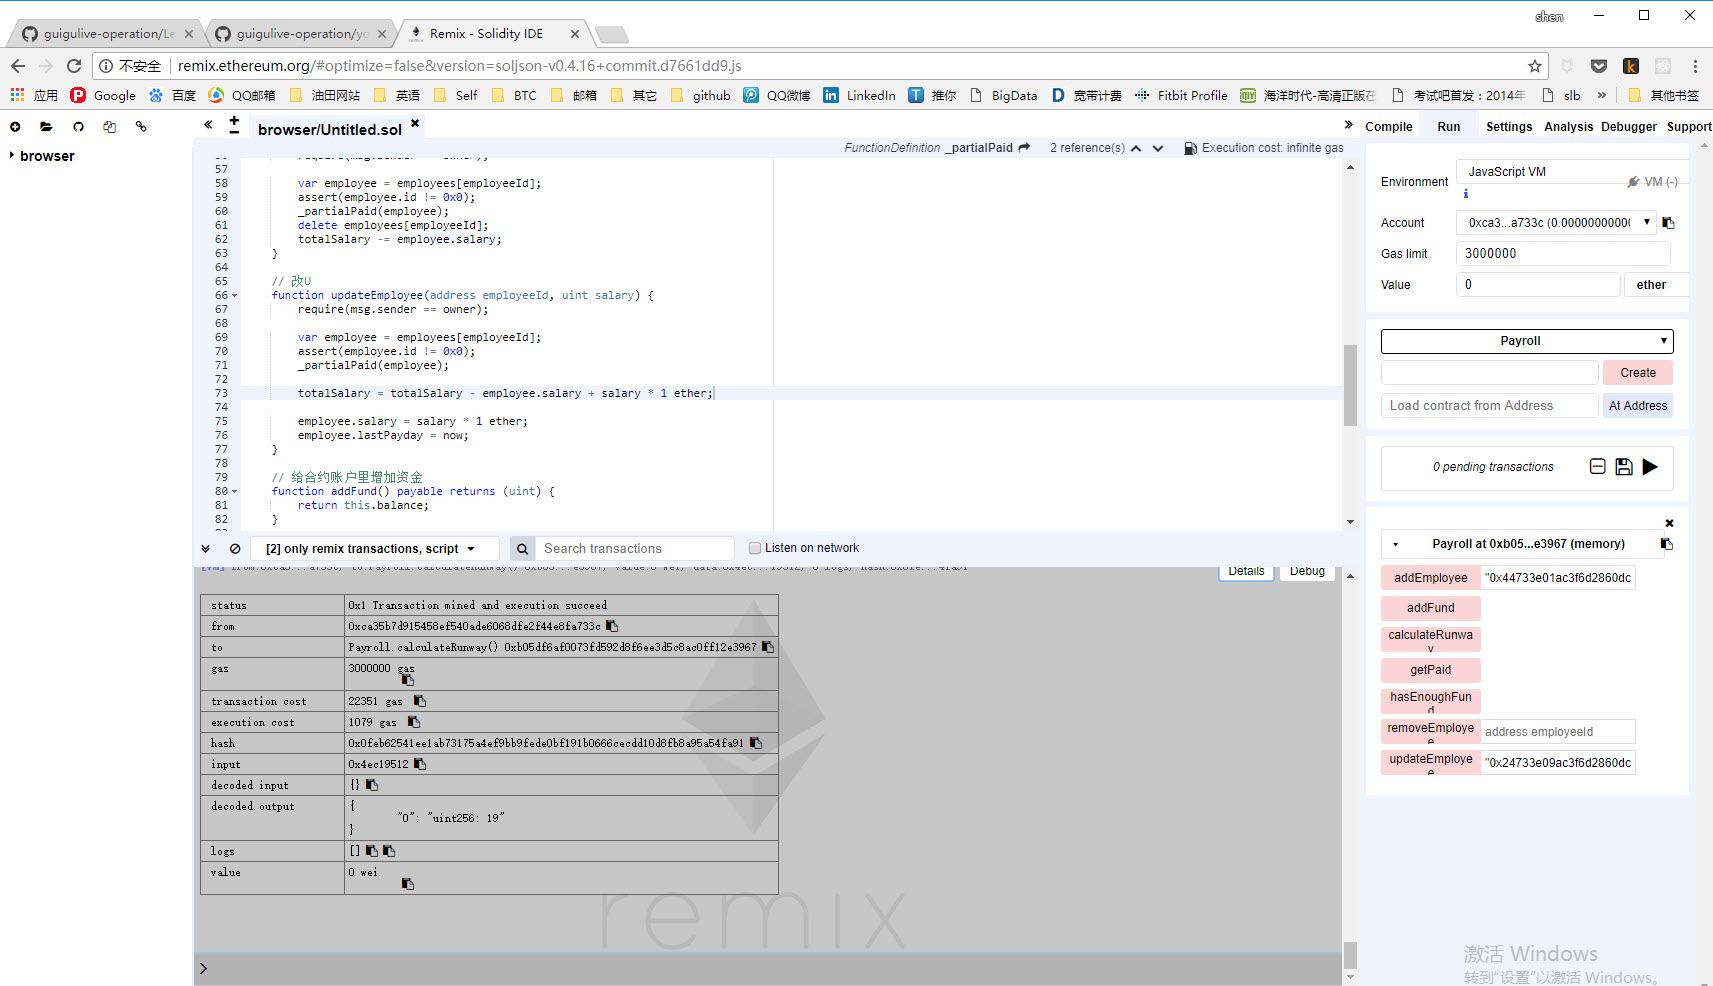 shen
guigulive-operation/Le
guigulive-operation/yo
Remix - Solidity IDE
不安全
remix.ethereum.org/#optimize=false&version=soljson-v0.4.16+commit.d7661dd9.js
应用 Google 百度 QQ邮箱 油田网站 英语 Self BTC 邮箱 其它 github QQ微博 LinkedIn 推你 BigData 宽带计费 Fitbit Profile 海洋时代-高清正版在 考试吧首发：2014年 slb » 其他书签
browser
browser/Untitled.sol
FunctionDefinition _partialPaid 2 reference(s) Execution cost: infinite gas
57
58 var employee = employees[employeeId];
59 assert(employee.id != 0x0);
60 _partialPaid(employee);
61 delete employees[employeeId];
62 totalSalary -= employee.salary;
63 }
64
65 // 改U
66 function updateEmployee(address employeeId, uint salary) {
67 require(msg.sender == owner);
68
69 var employee = employees[employeeId];
70 assert(employee.id != 0x0);
71 _partialPaid(employee);
72
73 totalSalary = totalSalary - employee.salary + salary * 1 ether;
74
75 employee.salary = salary * 1 ether;
76 employee.lastPayday = now;
77 }
78
79 // 给合约账户里增加资金
80 function addFund() payable returns (uint) {
81 return this.balance;
82 }
[2] only remix transactions, script
Search transactions
Listen on network
Details
Debug
status 0x1 Transaction mined and execution succeed
from 0xca35b7d915458ef540ade6068dfe2f44e8fa733c
to Payroll.calculateRunway() 0xb05df6af0073fd592d8f6ee3d5c8ac0ff12e3967
gas 3000000 gas
transaction cost 22351 gas
execution cost 1079 gas
hash 0x0feb62541ee1ab73175a4ef9bb9fede0bf191b0666cecdd10d8fb8a95a54fa91
input 0x4ec19512
decoded input {}
decoded output {
"0": "uint256: 19"
}
logs []
value 0 wei
remix
>
Compile Run Settings Analysis Debugger Support
Environment JavaScript VM
VM (-)
Account 0xca3...a733c (0.0000000000
Gas limit 3000000
Value 0 ether
Payroll
Create
Load contract from Address At Address
0 pending transactions
Payroll at 0xb05...e3967 (memory)
addEmployee "0x44733e01ac3f6d2860dc
addFund
calculateRunway
getPaid
hasEnoughFund
removeEmployee address employeeId
updateEmployee "0x24733e09ac3f6d2860dc
激活 Windows
转到"设置"以激活 Windows。